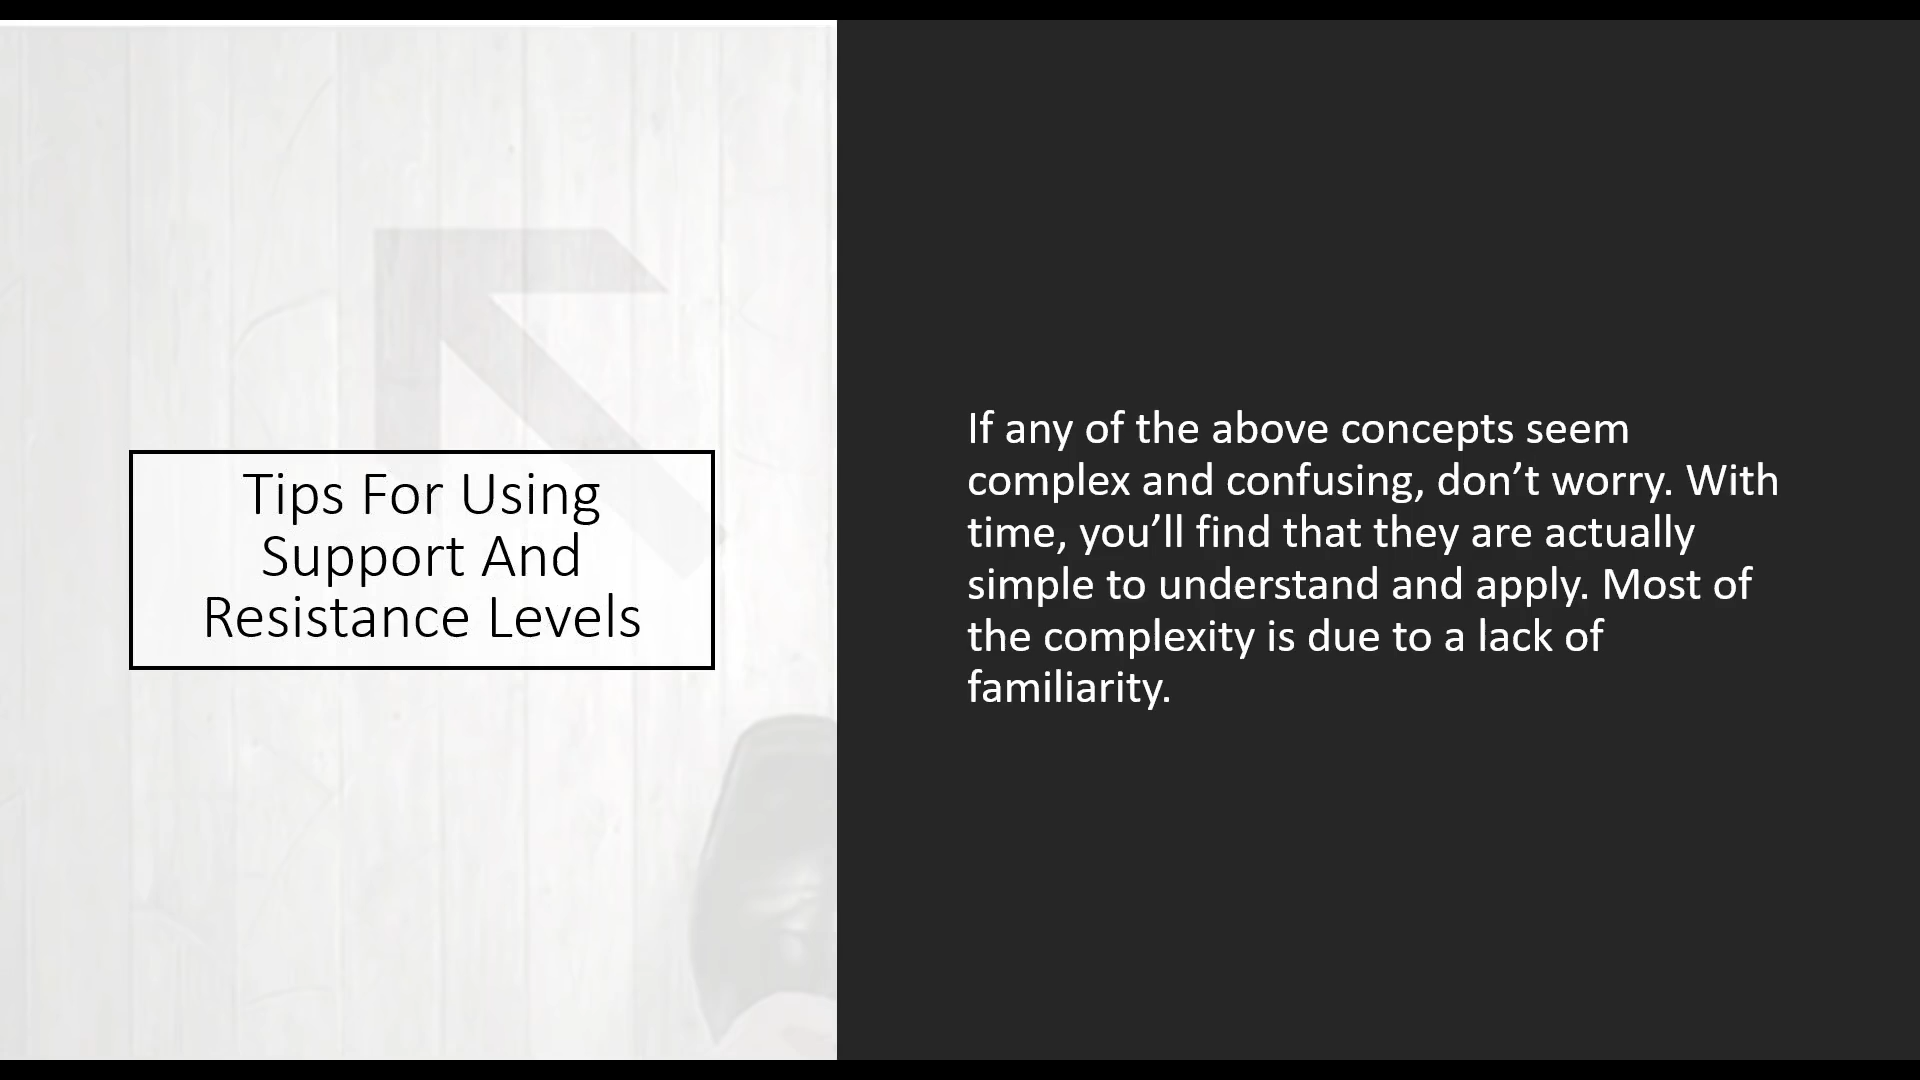 Tips For Using
Support And
Resistance Levels
If any of the above concepts seem
complex and confusing, don’t worry. With
time, you’ll find that they are actually
simple to understand and apply. Most of
the complexity is due to a lack of
familiarity.